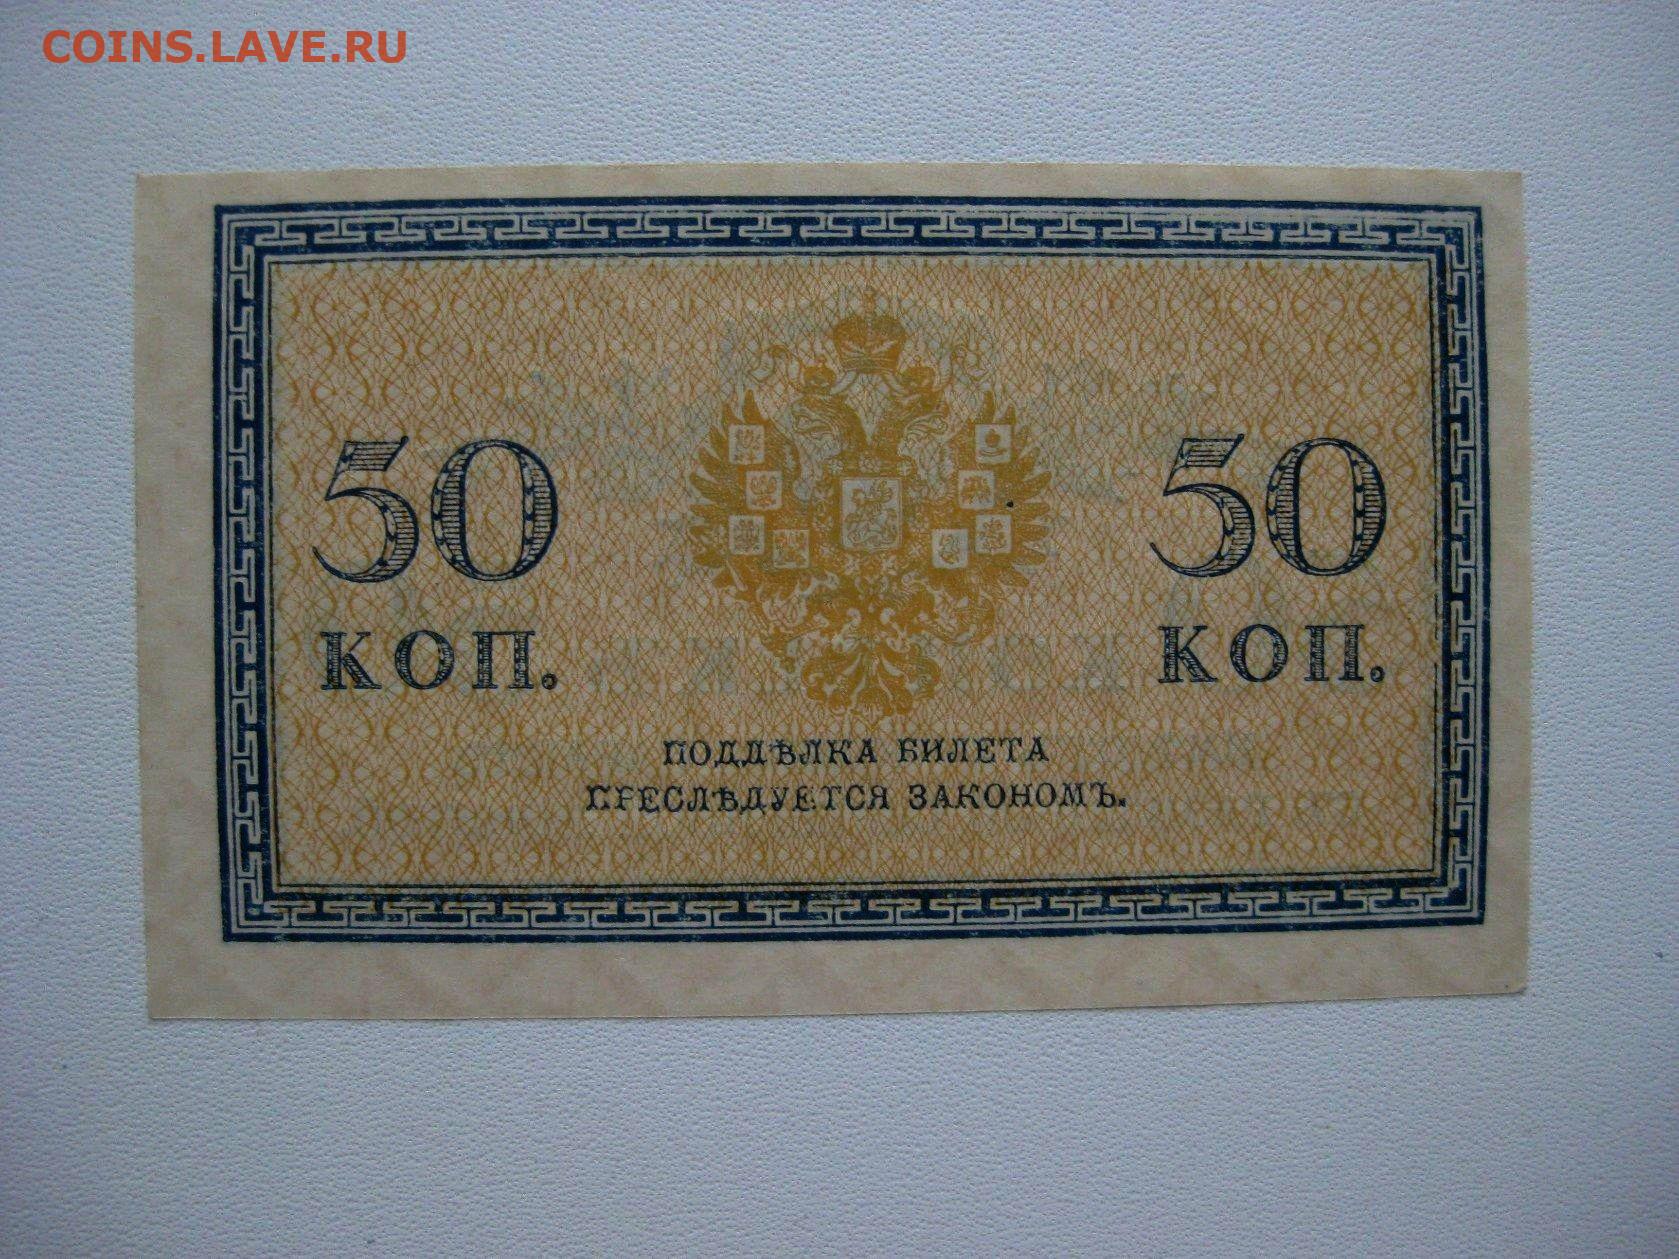 COINS.LAVE.RU
50 50
КОП. КОП.
ПОДДѢЛКА БИЛЕТА
ПРЕСЛѢДУЕТСЯ ЗАКОНОМЪ.